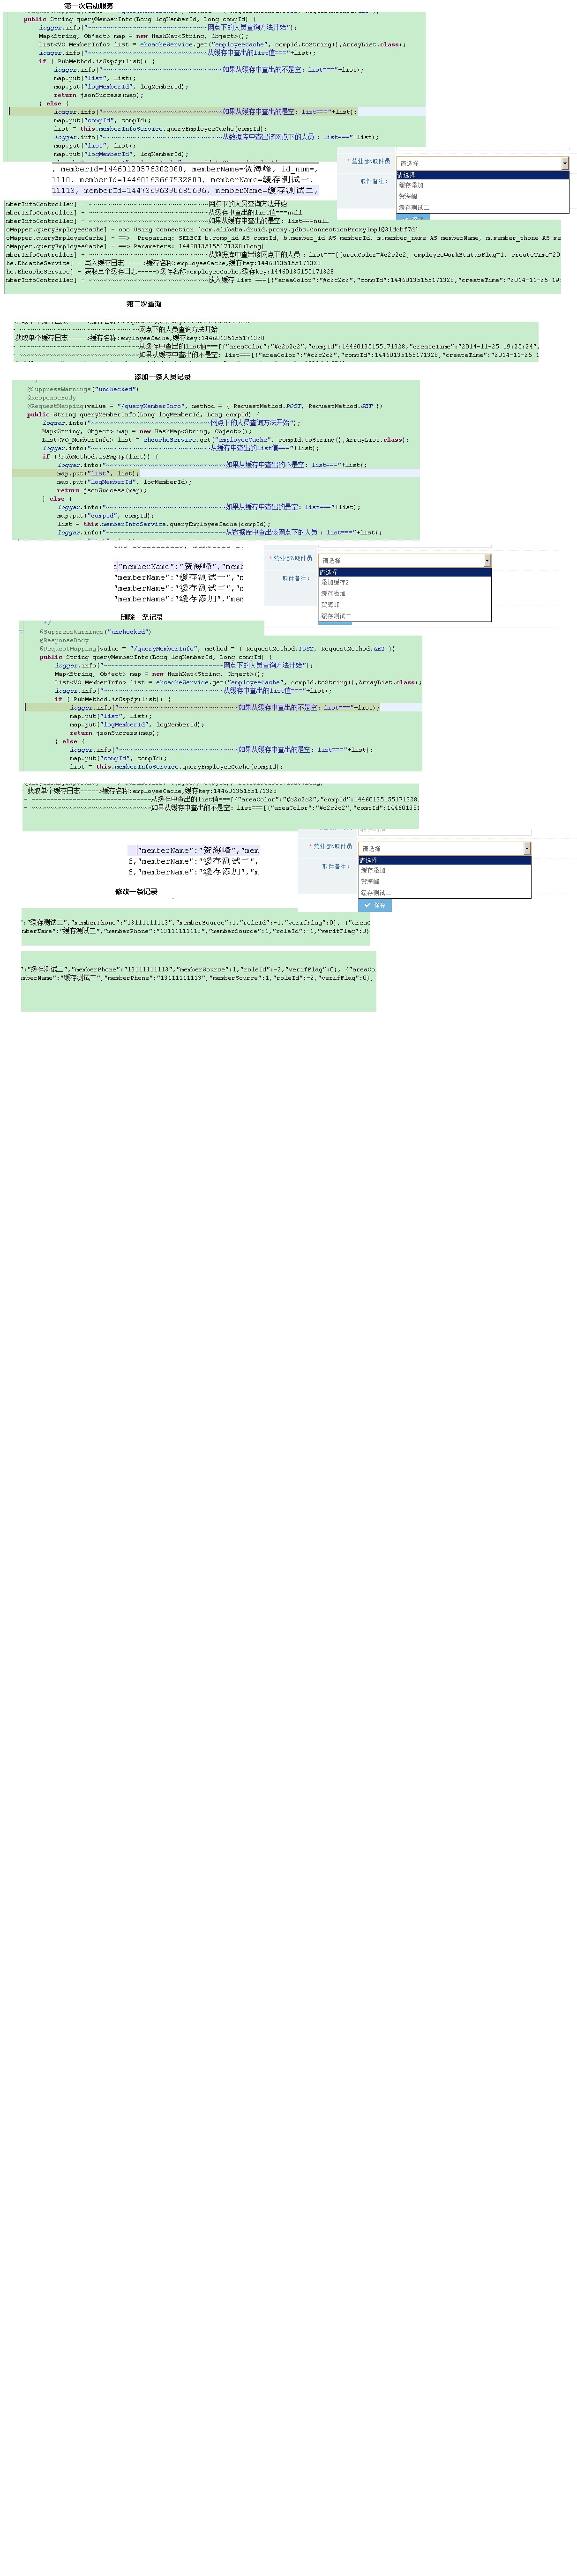 第一次启动服务
public String queryMemberInfo(Long logMemberId, Long compId) {
logger.info("--------------------------------网点下的人员查询方法开始");
Map<String, Object> map = new HashMap<String, Object>();
List<VO_MemberInfo> list = ehcacheService.get("employeeCache", compId.toString(),ArrayList.class);
logger.info("--------------------------------从缓存中查出的list值==="+list);
if (!PubMethod.isEmpty(list)) {
logger.info("--------------------------------如果从缓存中查出的不是空: list==="+list);
map.put("list", list);
map.put("logMemberId", logMemberId);
return jsonSuccess(map);
} else {
logger.info("--------------------------------如果从缓存中查出的是空: list==="+list);
map.put("compId", compId);
list = this.memberInfoService.queryEmployeeCache(compId);
logger.info("--------------------------------从数据库中查出该网点下的人员 : list==="+list);
map.put("list", list);
map.put("logMemberId", logMemberId);
, memberId=14460120576302080, memberName=贺海峰, id_num=,
1110, memberId=14460163667532800, memberName=缓存测试一,
11113, memberId=14473696390685696, memberName=缓存测试二,
* 营业部\取件员
请选择
取件备注:
请选择
缓存添加
贺海峰
缓存测试二
mberInfoController] - --------------------------------网点下的人员查询方法开始
mberInfoController] - --------------------------------从缓存中查出的list值===null
mberInfoController] - --------------------------------如果从缓存中查出的是空: list===null
oMapper.queryEmployeeCache] - ooo Using Connection [com.alibaba.druid.proxy.jdbc.ConnectionProxyImpl@31dcbf7d]
oMapper.queryEmployeeCache] - ==> Preparing: SELECT b.comp_id AS compId, b.member_id AS memberId, m.member_name AS memberName, m.member_phone AS me
oMapper.queryEmployeeCache] - ==> Parameters: 14460135155171328(Long)
mberInfoController] - --------------------------------从数据库中查出该网点下的人员 : list===[{areaColor=#c2c2c2, employeeWorkStatusFlag=1, createTime=20
he.EhcacheService] - 写入缓存日志----->缓存名称:employeeCache,缓存key:14460135155171328
he.EhcacheService] - 获取单个缓存日志----->缓存名称:employeeCache,缓存key:14460135155171328
mberInfoController] - --------------------------------放入缓存 list ===[{"areaColor":"#c2c2c2","compId":14460135155171328,"createTime":"2014-11-25 19:
第二次查询
获取单个缓存日志----->缓存名称:employeeCache,缓存key:14460135155171328
- --------------------------------网点下的人员查询方法开始
获取单个缓存日志----->缓存名称:employeeCache,缓存key:14460135155171328
- --------------------------------从缓存中查出的list值===[{"areaColor":"#c2c2c2","compId":14460135155171328,"createTime":"2014-11-25 19:25:24",
- --------------------------------如果从缓存中查出的不是空: list===[{"areaColor":"#c2c2c2","compId":14460135155171328,"createTime":"2014-11-25 1
添加一条人员记录
@SuppressWarnings("unchecked")
@ResponseBody
@RequestMapping(value = "/queryMemberInfo", method = { RequestMethod.POST, RequestMethod.GET })
public String queryMemberInfo(Long logMemberId, Long compId) {
logger.info("--------------------------------网点下的人员查询方法开始");
Map<String, Object> map = new HashMap<String, Object>();
List<VO_MemberInfo> list = ehcacheService.get("employeeCache", compId.toString(),ArrayList.class);
logger.info("--------------------------------从缓存中查出的list值==="+list);
if (!PubMethod.isEmpty(list)) {
logger.info("--------------------------------如果从缓存中查出的不是空: list==="+list);
map.put("list", list);
map.put("logMemberId", logMemberId);
return jsonSuccess(map);
} else {
logger.info("--------------------------------如果从缓存中查出的是空: list==="+list);
map.put("compId", compId);
list = this.memberInfoService.queryEmployeeCache(compId);
logger.info("--------------------------------从数据库中查出该网点下的人员 : list==="+list);
s"memberName":"贺海峰","memb
"memberName":"缓存测试一","m
"memberName":"缓存测试二","m
"memberName":"缓存添加","mem
* 营业部\取件员
请选择
取件备注:
请选择
添加缓存2
缓存添加
贺海峰
缓存测试二
删除一条记录
*/
@SuppressWarnings("unchecked")
@ResponseBody
@RequestMapping(value = "/queryMemberInfo", method = { RequestMethod.POST, RequestMethod.GET })
public String queryMemberInfo(Long logMemberId, Long compId) {
logger.info("--------------------------------网点下的人员查询方法开始");
Map<String, Object> map = new HashMap<String, Object>();
List<VO_MemberInfo> list = ehcacheService.get("employeeCache", compId.toString(),ArrayList.class);
logger.info("--------------------------------从缓存中查出的list值==="+list);
if (!PubMethod.isEmpty(list)) {
logger.info("--------------------------------如果从缓存中查出的不是空: list==="+list);
map.put("list", list);
map.put("logMemberId", logMemberId);
return jsonSuccess(map);
} else {
logger.info("--------------------------------如果从缓存中查出的是空: list==="+list);
map.put("compId", compId);
list = this.memberInfoService.queryEmployeeCache(compId);
- 获取单个缓存日志----->缓存名称:employeeCache,缓存key:14460135155171328
- --------------------------------从缓存中查出的list值===[{"areaColor":"#c2c2c2","compId":14460135171328,
- --------------------------------如果从缓存中查出的不是空: list===[{"areaColor":"#c2c2c2","compId":144601351
"memberName":"贺海峰","mem
6,"memberName":"缓存测试二",
6,"memberName":"缓存添加","m
* 营业部\取件员
请选择
取件备注:
请选择
缓存添加
贺海峰
缓存测试二
保存
修改一条记录
":"缓存测试二","memberPhone":"13111111113","memberSource":1,"roleId":-2,"verifFlag":0}, {"areaC
mberName":"缓存测试二","memberPhone":"13111111113","memberSource":1,"roleId":-1,"verifFlag":0}
":"缓存测试二","memberPhone":"13111111113","memberSource":1,"roleId":-1,"verifFlag":0}, {"areaCo
mberName":"缓存测试二","memberPhone":"13111111113","memberSource":1,"roleId":-2,"verifFlag":0},